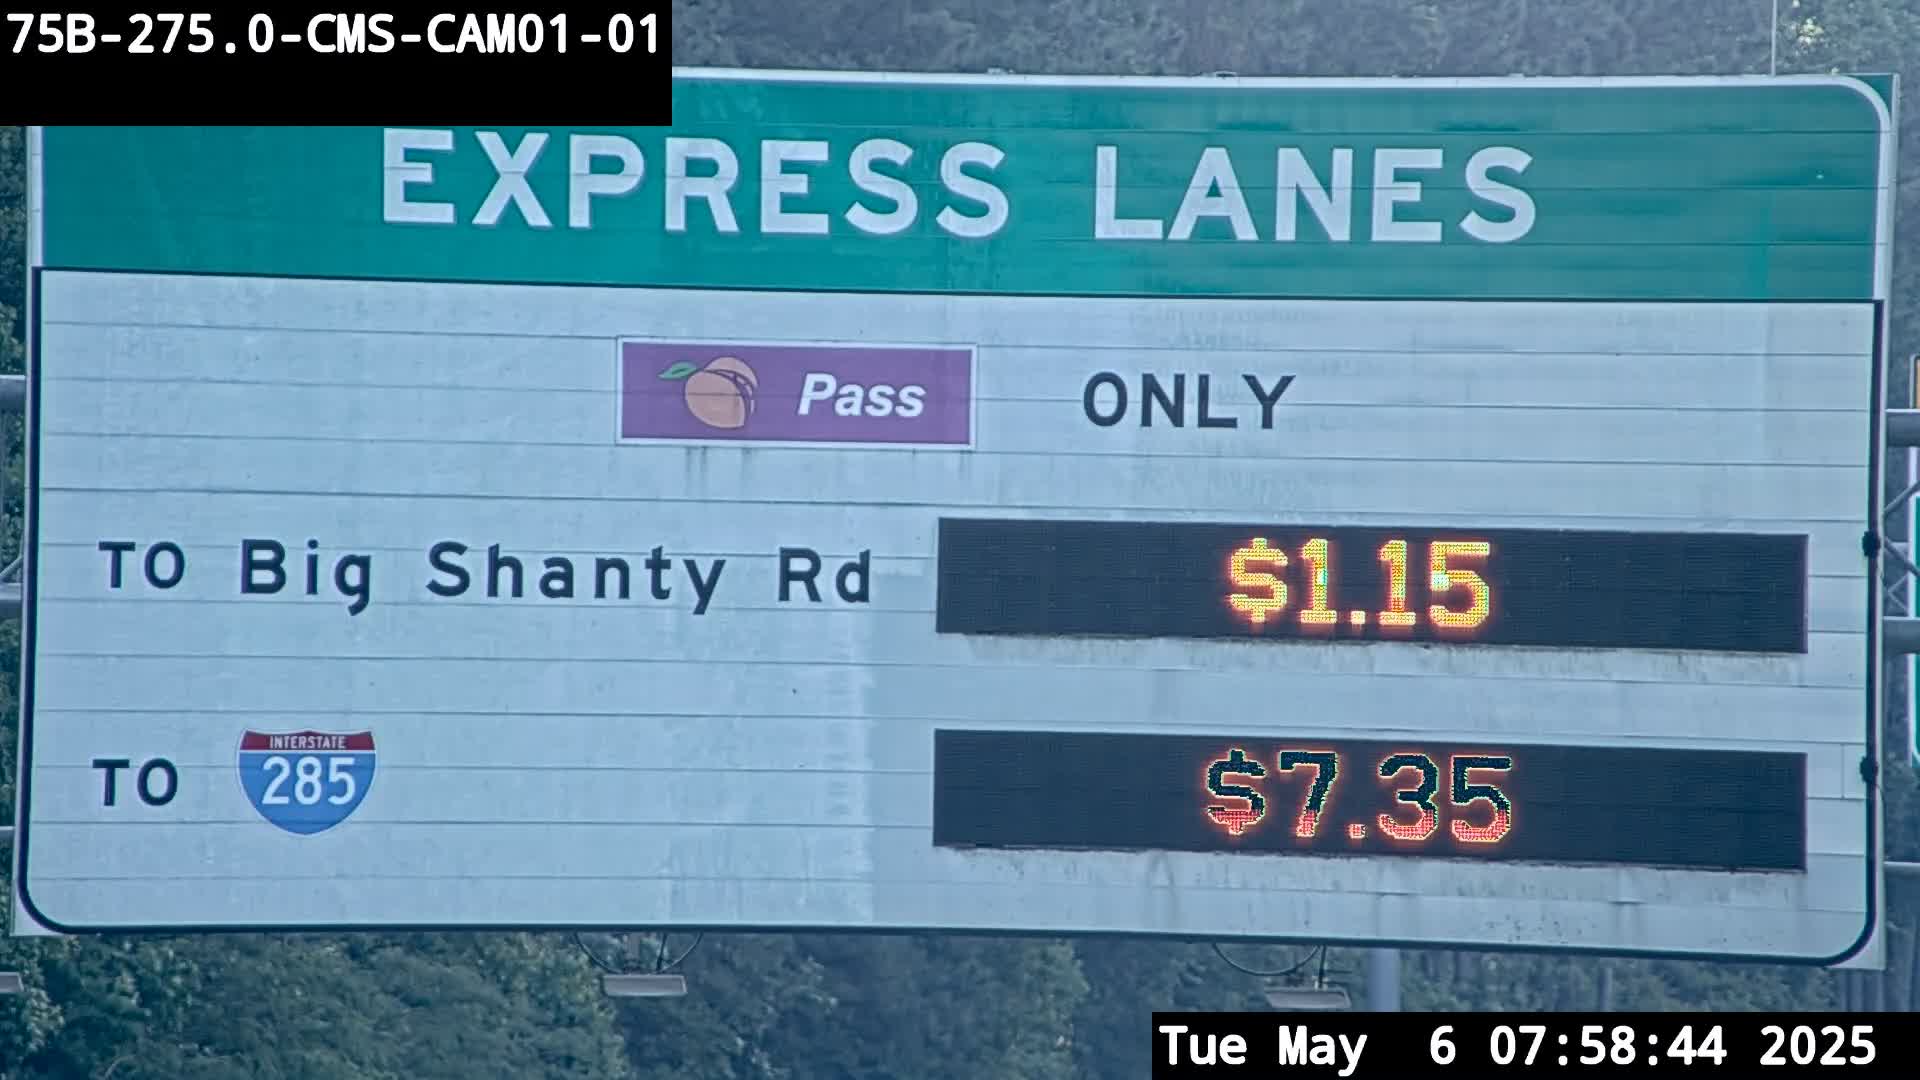 75B-275.0-CMS-CAM01-01
EXPRESS LANES
Pass ONLY
TO Big Shanty Rd $1.15
INTERSTATE
TO 285 $7.35
Tue May 6 07:58:44 2025